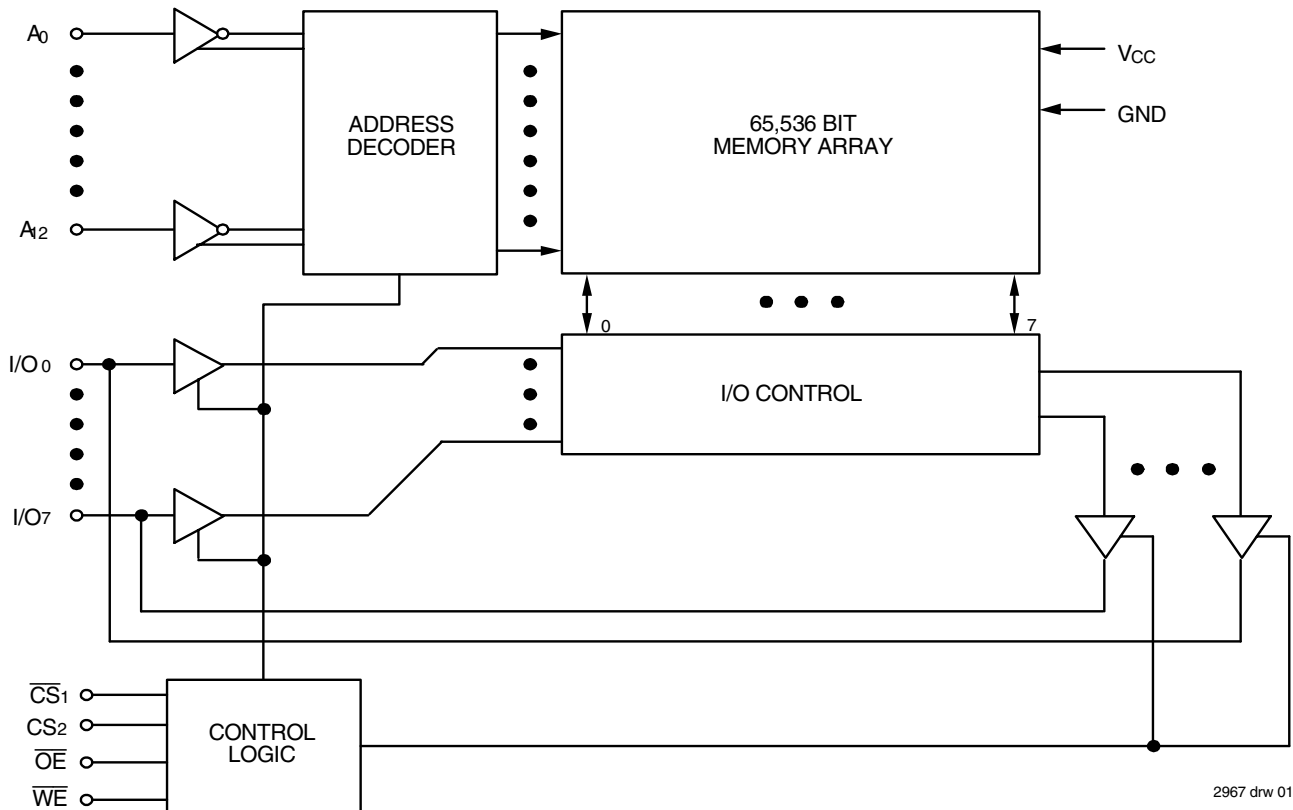 A0
ADDRESS
DECODER
65,536 BIT
MEMORY ARRAY
VCC
GND
A12
0
7
I/O 0
I/O CONTROL
I/O7
CS1
CS2
OE
WE
CONTROL
LOGIC
2967 drw 01